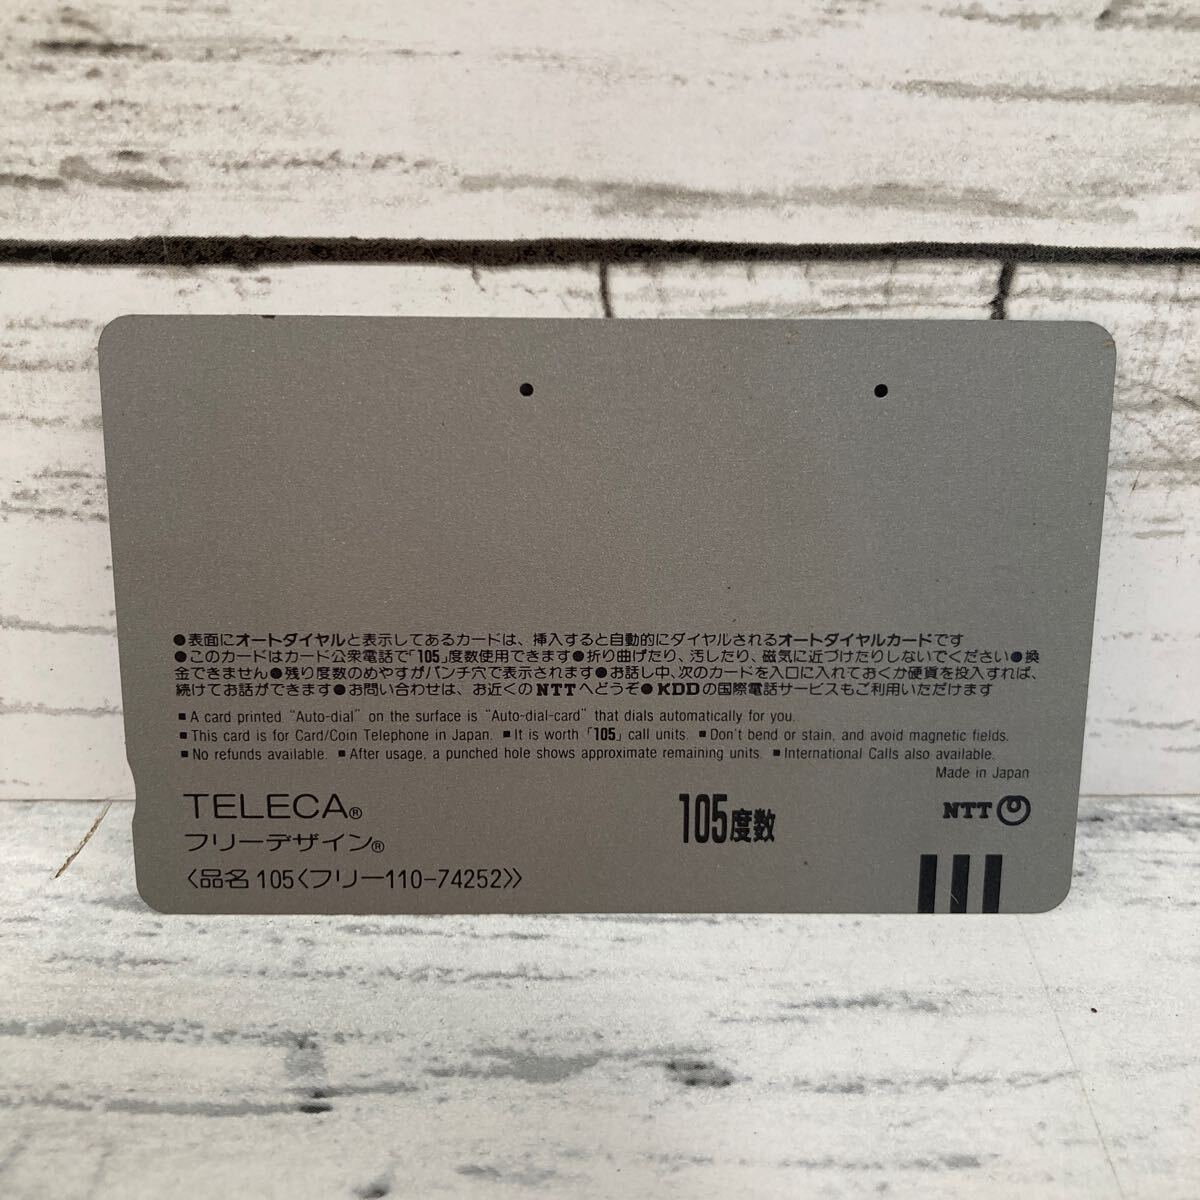 ●表面にオートダイヤルと表示してあるカードは、挿入すると自動的にダイヤルされるオートダイヤルカードです
●このカードはカード公衆電話で「105」度数使用できます●折り曲げたり、汚したり、磁気に近づけたりしないでください●換
金できません●残り度数のめやすがパンチ穴で表示されます●お話し中、次のカードを入口に入れておくか硬貨を投入すれば、
続けてお話ができます●お問い合わせは、お近くのNTTへどうぞ●KDDの国際電話サービスもご利用いただけます
■ A card printed "Auto-dial" on the surface is "Auto-dial-card" that dials automatically for you.
■ This card is for Card/Coin Telephone in Japan. ■ It is worth「105」call units. ■ Don't bend or stain, and avoid magnetic fields.
■ No refunds available. ■ After usage, a punched hole shows approximate remaining units. ■ International Calls also available.
Made in Japan
TELECA®
フリーデザイン®
〈品名 105〈フリー110-74252〉〉
105度数
NTT